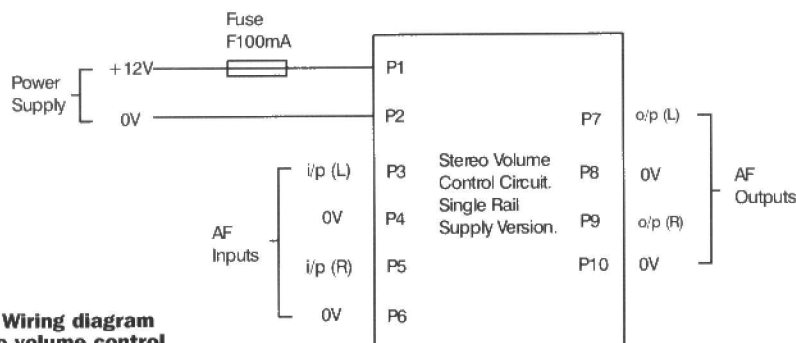 Fuse
F100mA
Power
Supply
+12V
0V
P1
P2
AF
Inputs
i/p (L)
0V
i/p (R)
0V
P3
P4
P5
P6
Stereo Volume
Control Circuit.
Single Rail
Supply Version.
P7
P8
P9
P10
o/p (L)
0V
o/p (R)
0V
AF
Outputs
Wiring diagram
volume control